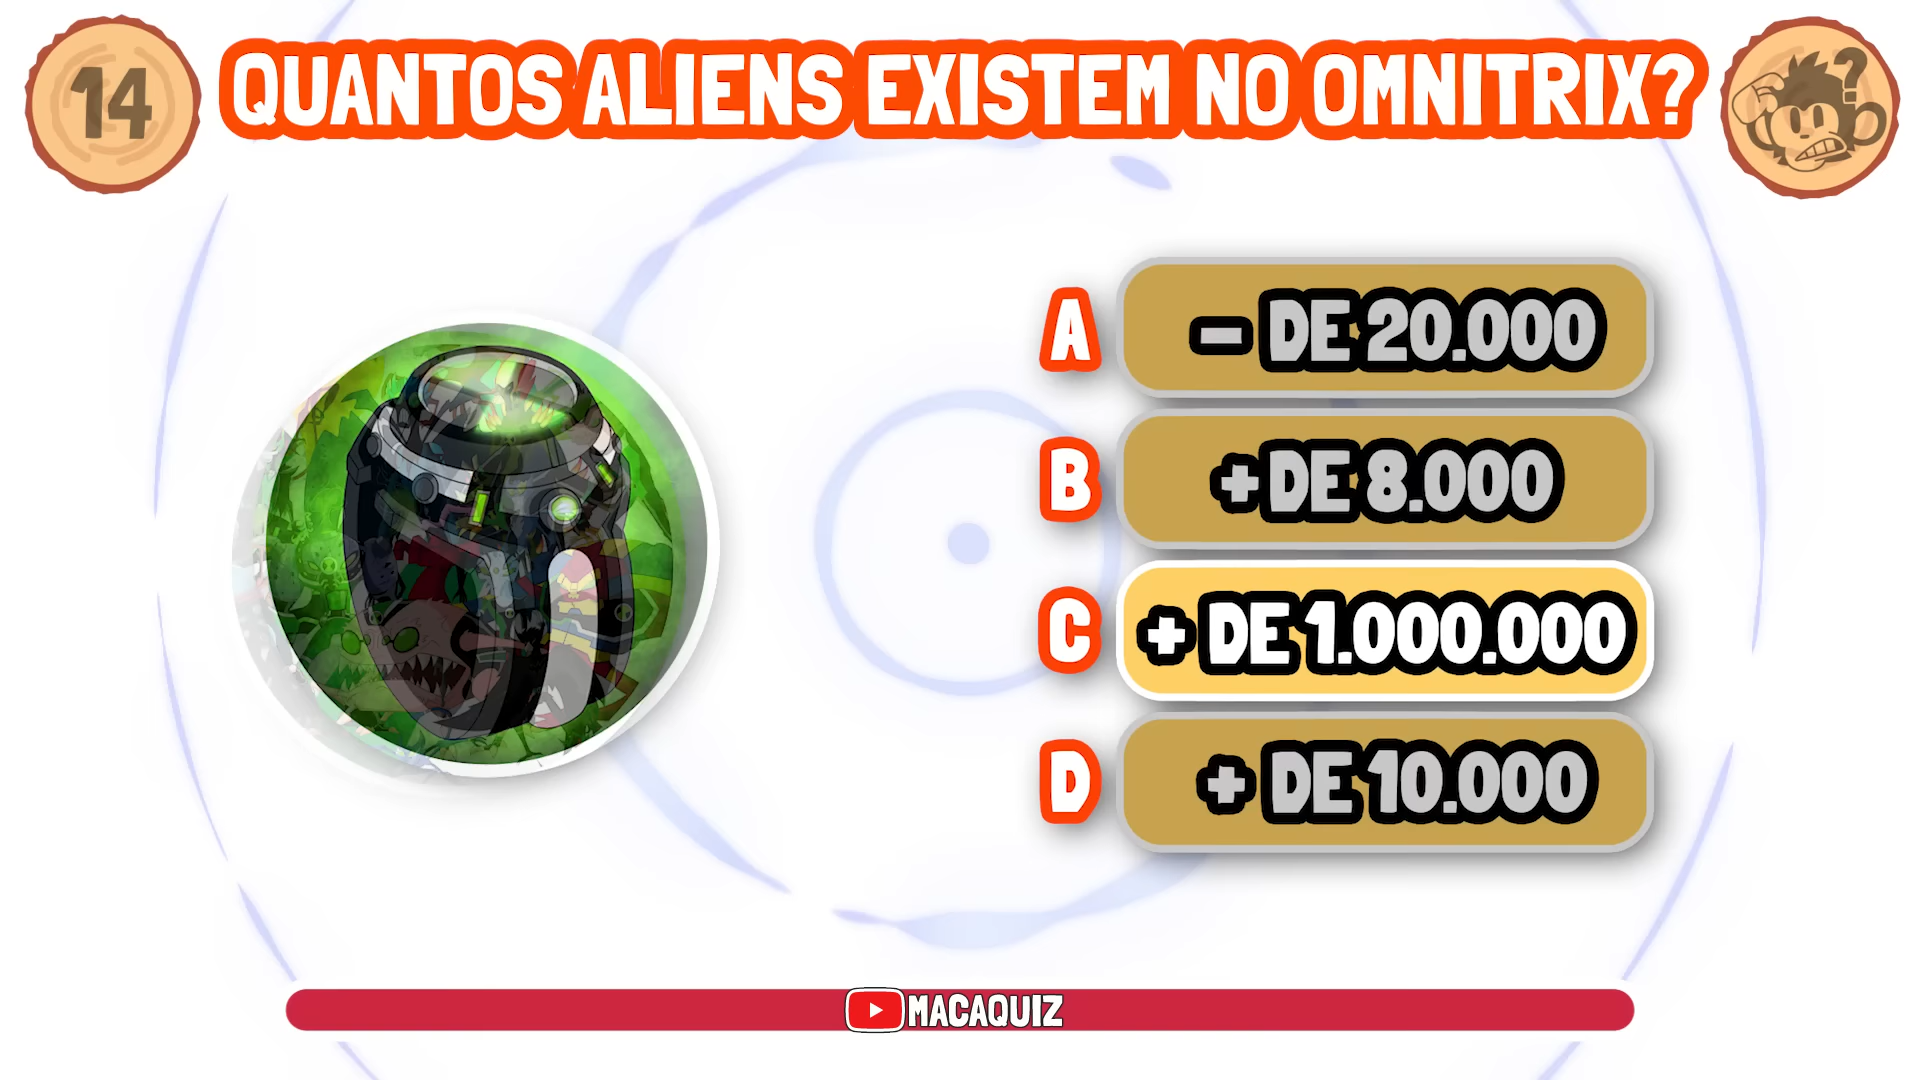 14
QUANTOS ALIENS EXISTEM NO OMNITRIX?
?
A - DE 20.000
B + DE 8.000
C + DE 1.000.000
D + DE 10.000
MACAQUIZ